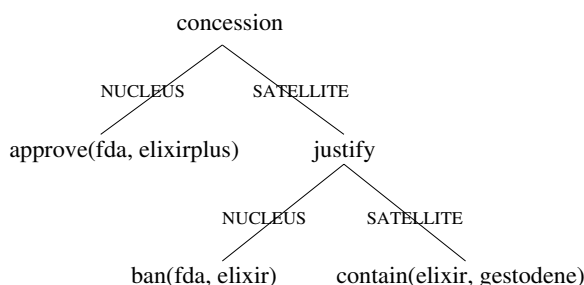 concession
NUCLEUS SATELLITE
approve(fda, elixirplus) justify
NUCLEUS SATELLITE
ban(fda, elixir) contain(elixir, gestodene)